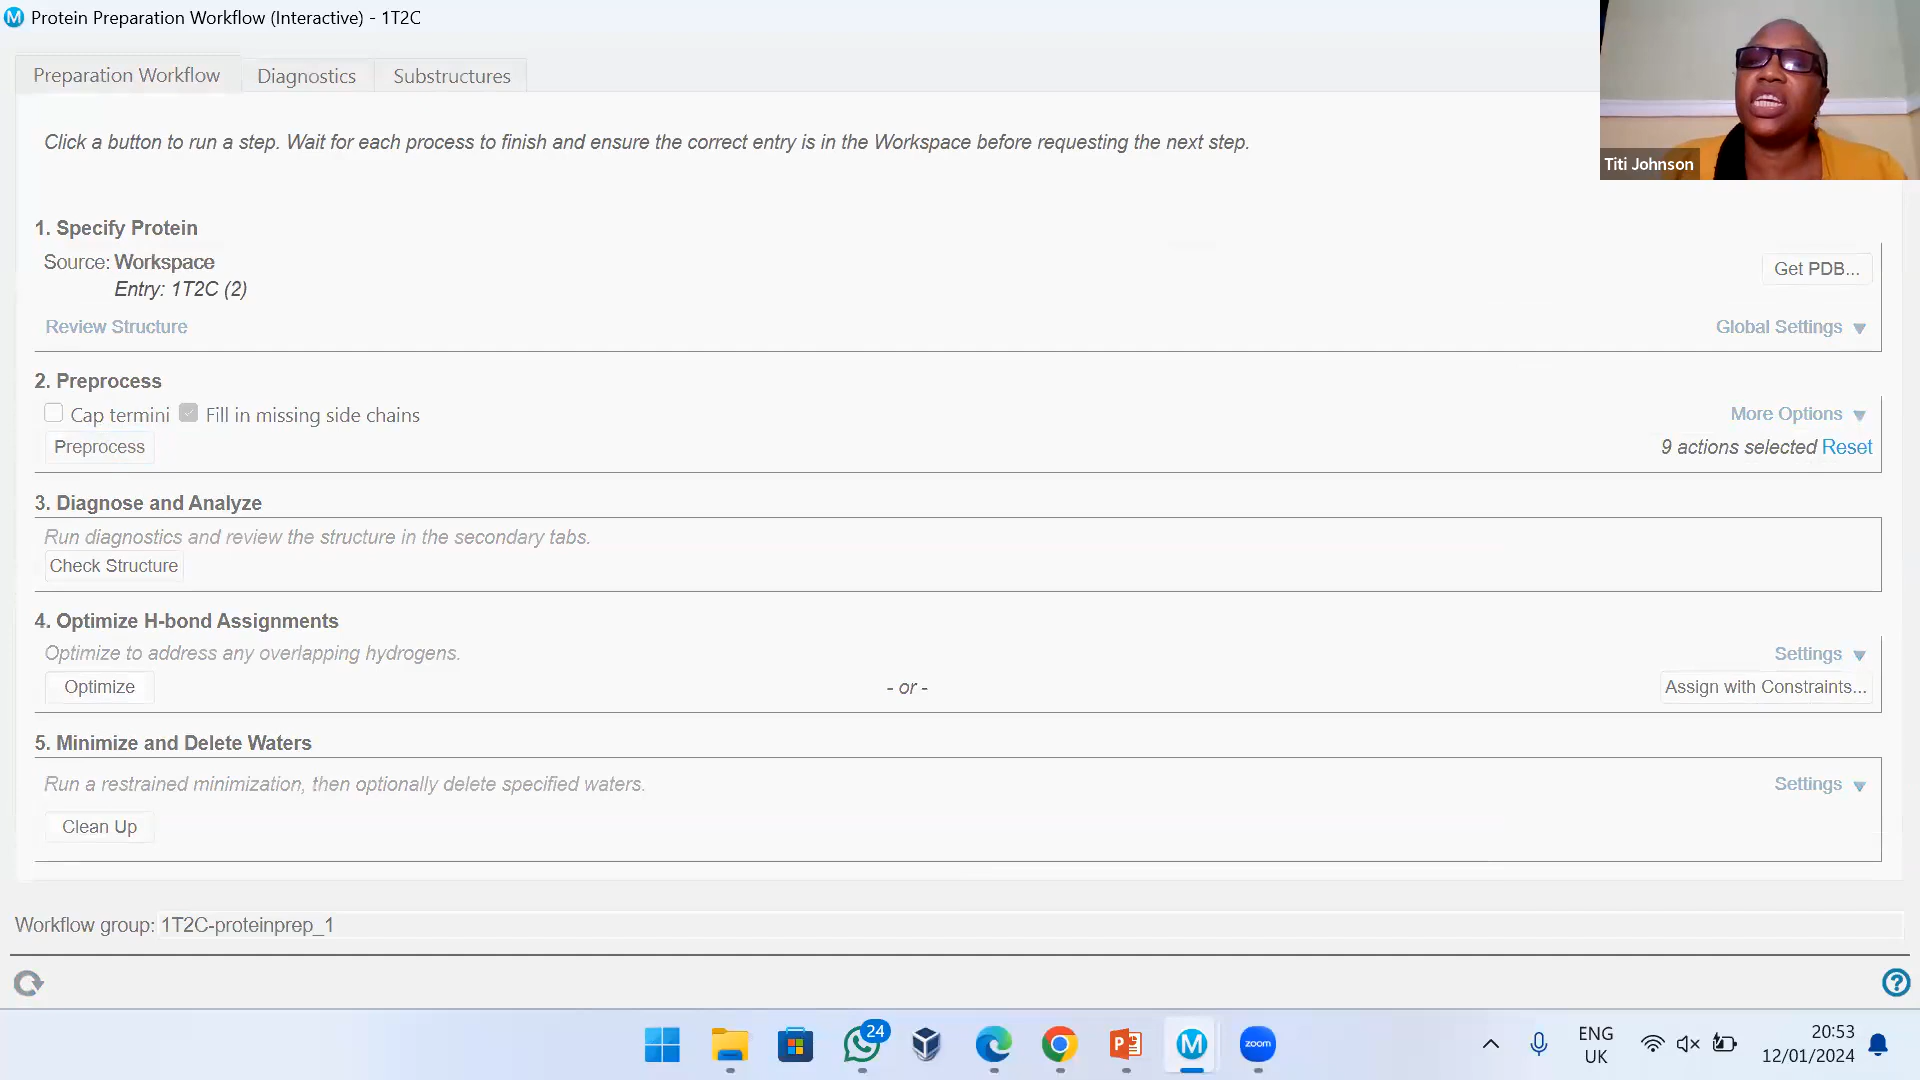 Protein Preparation Workflow (Interactive) - 1T2C
Preparation Workflow
Diagnostics
Substructures
Titi Johnson
Click a button to run a step. Wait for each process to finish and ensure the correct entry is in the Workspace before requesting the next step.
1. Specify Protein
Source: Workspace
Get PDB...
Entry: 1T2C (2)
Review Structure
Global Settings
2. Preprocess
Cap termini
Fill in missing side chains
More Options
Preprocess
9 actions selected Reset
3. Diagnose and Analyze
Run diagnostics and review the structure in the secondary tabs.
Check Structure
4. Optimize H-bond Assignments
Optimize to address any overlapping hydrogens.
Settings
Optimize
- or -
Assign with Constraints...
5. Minimize and Delete Waters
Run a restrained minimization, then optionally delete specified waters.
Settings
Clean Up
Workflow group: 1T2C-proteinprep_1
24
zoom
ENG
UK
20:53
12/01/2024